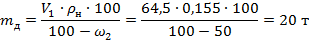 mд = V1 · ρн · 100 / 100 − ω2 = 64,5 · 0,155 · 100 / 100 − 50 = 20 т